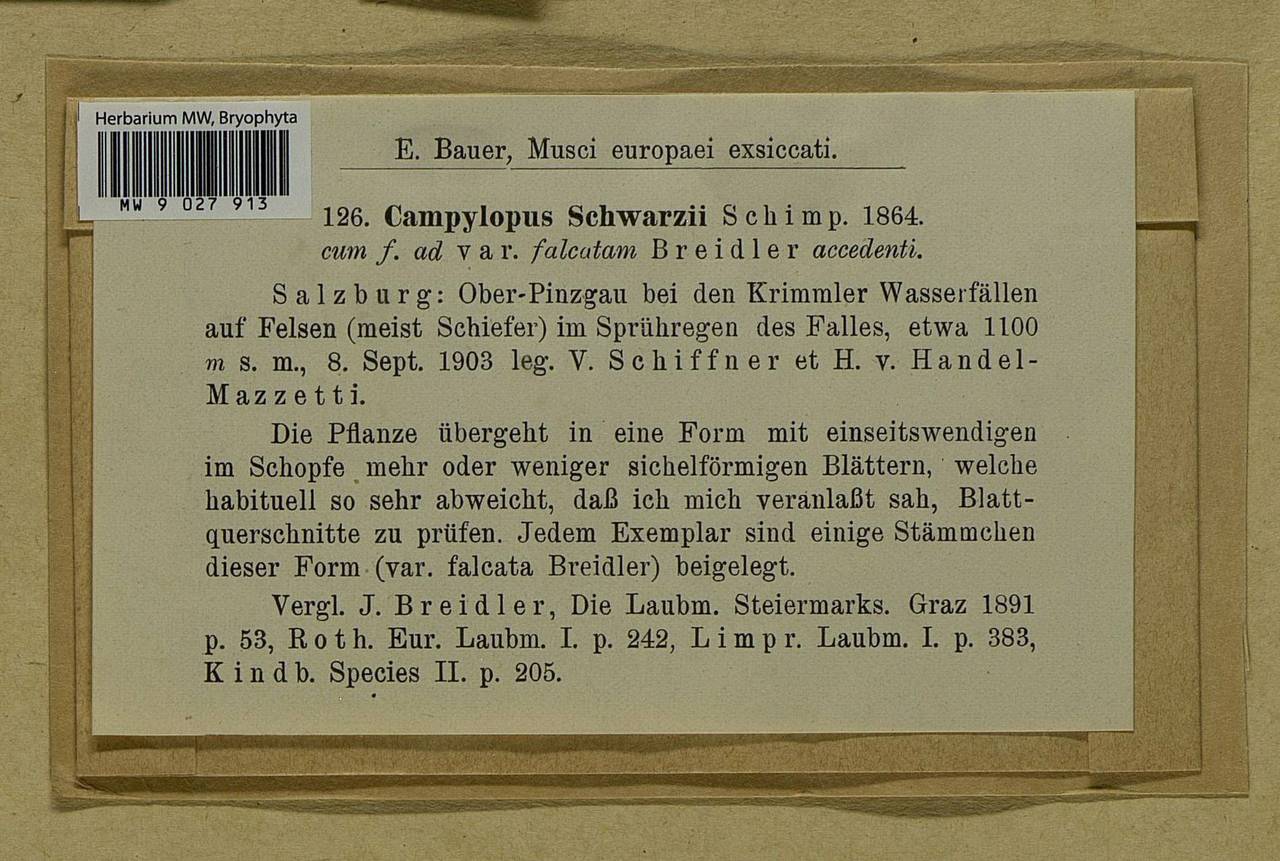 Herbarium MW, Bryophyta
MW 9 027 913
E. Bauer, Musci europaei exsiccati.
126. Campylopus Schwarzii Schimp. 1864.
cum f. ad var. falcatam Breidler accedenti.
Salzburg: Ober-Pinzgau bei den Krimmler Wasserfällen
auf Felsen (meist Schiefer) im Sprühregen des Falles, etwa 1100
m s. m., 8. Sept. 1903 leg. V. Schiffner et H. v. Handel-
Mazzetti.
Die Pflanze übergeht in eine Form mit einseitswendigen
im Schopfe mehr oder weniger sichelförmigen Blättern, welche
habituell so sehr abweicht, daß ich mich veranlaßt sah, Blatt-
querschnitte zu prüfen. Jedem Exemplar sind einige Stämmchen
dieser Form (var. falcata Breidler) beigelegt.
Vergl. J. Breidler, Die Laubm. Steiermarks. Graz 1891
p. 53, Roth. Eur. Laubm. I. p. 242, Limpr. Laubm. I. p. 383,
Kindb. Species II. p. 205.